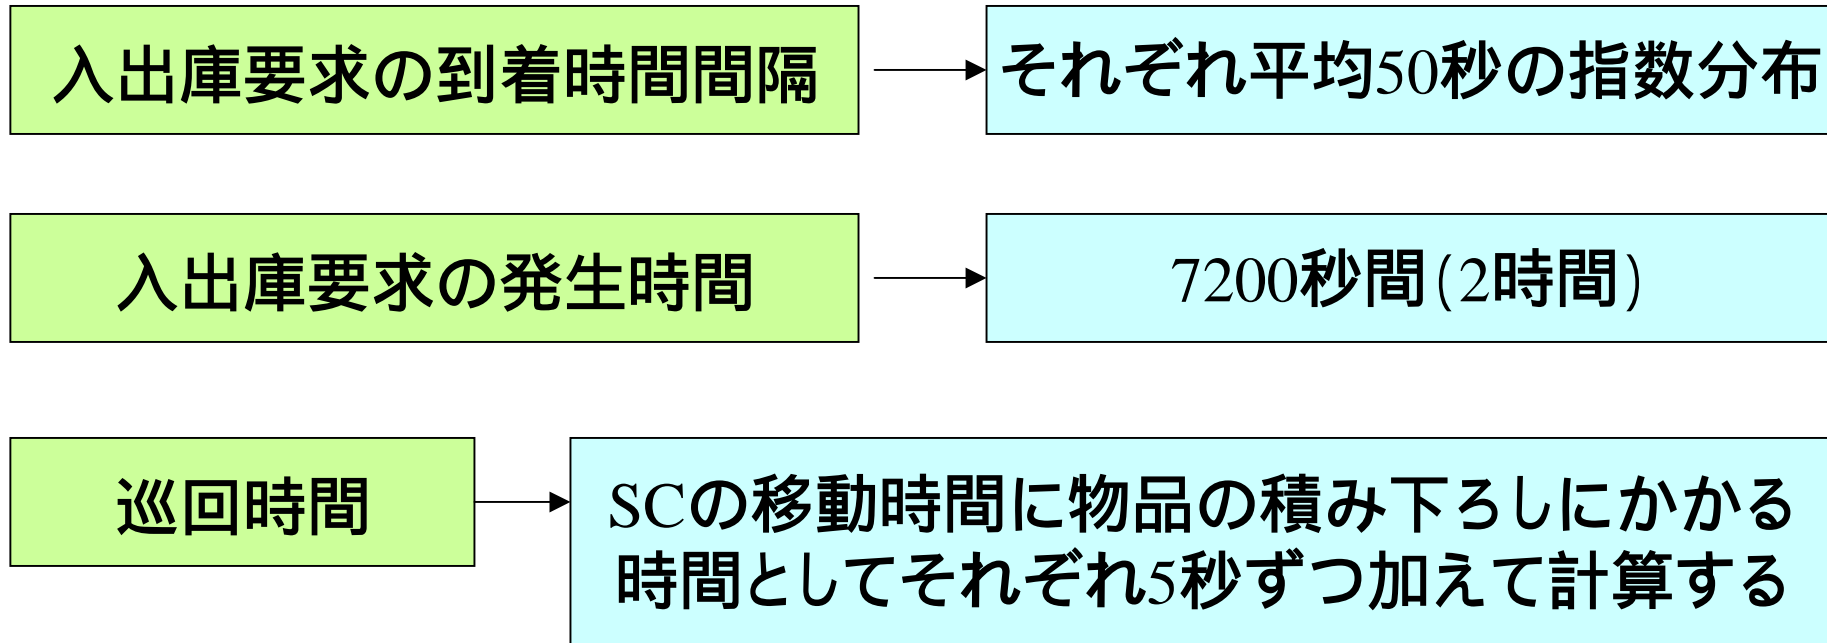 入出庫要求の到着時間間隔
それぞれ平均50秒の指数分布
入出庫要求の発生時間
7200秒間(2時間)
巡回時間
SCの移動時間に物品の積み下ろしにかかる
時間としてそれぞれ5秒ずつ加えて計算する